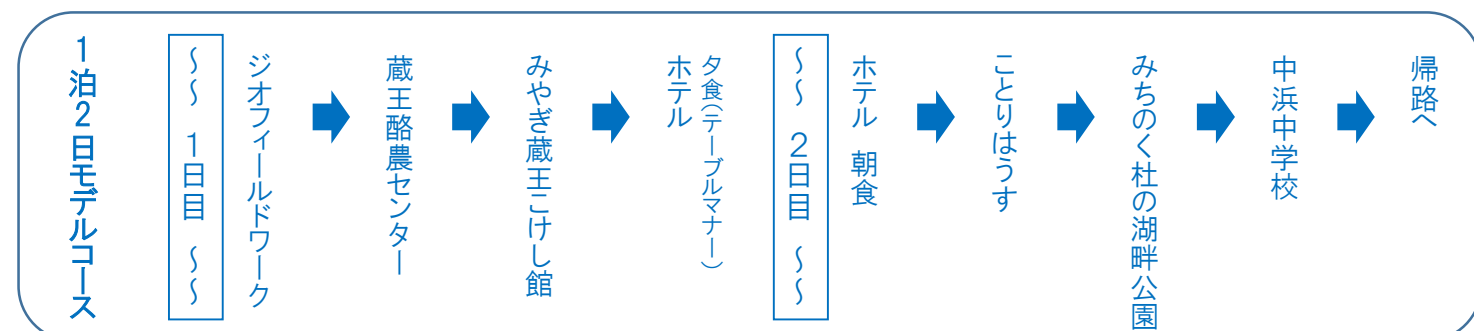 1泊2日モデルコース
~~ 1日目 ~~
ジオフィールドワーク
蔵王酪農センター
みやぎ蔵王こけし館
ホテル
夕食(テーブルマナー)
~~ 2日目 ~~
ホテル 朝食
ことりはうす
みちのく杜の湖畔公園
中浜中学校
帰路へ